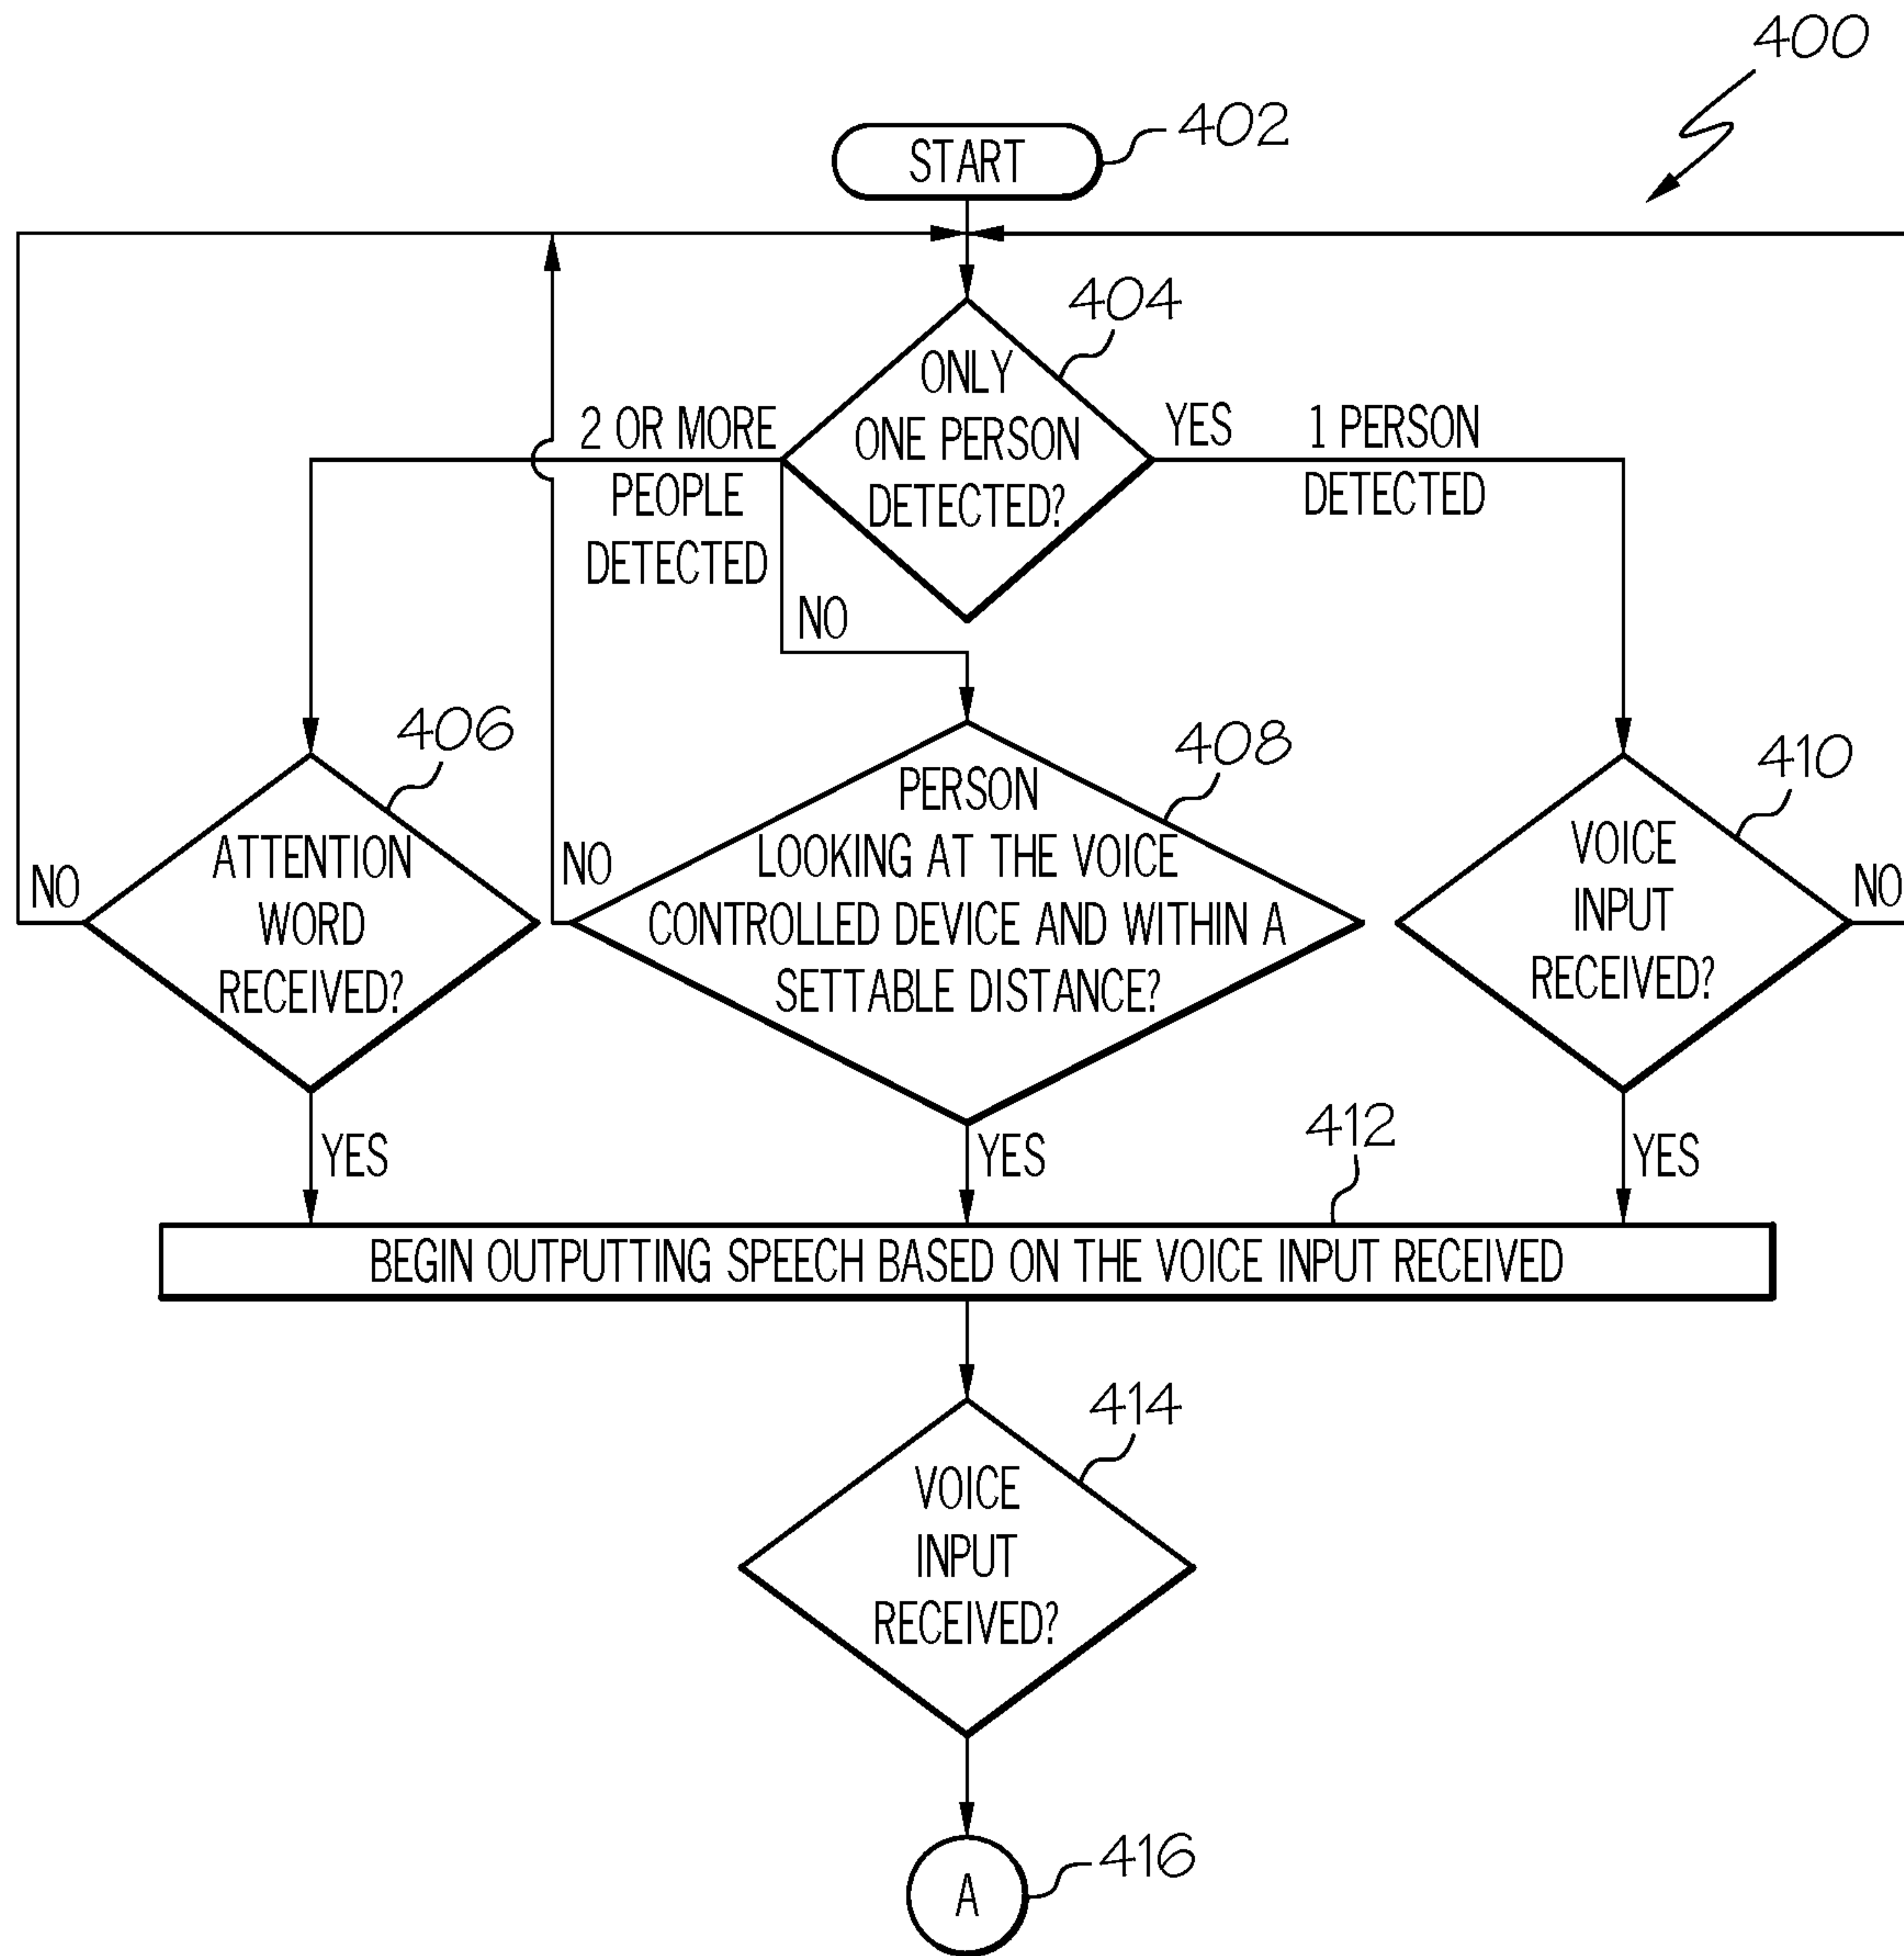 400
START
402
404
ONLY
ONE PERSON
DETECTED?
2 OR MORE
PEOPLE
DETECTED
YES
1 PERSON
DETECTED
NO
406
ATTENTION
WORD
RECEIVED?
NO
YES
408
PERSON
LOOKING AT THE VOICE
CONTROLLED DEVICE AND WITHIN A
SETTABLE DISTANCE?
NO
YES
410
VOICE
INPUT
RECEIVED?
NO
YES
412
BEGIN OUTPUTTING SPEECH BASED ON THE VOICE INPUT RECEIVED
414
VOICE
INPUT
RECEIVED?
A
416